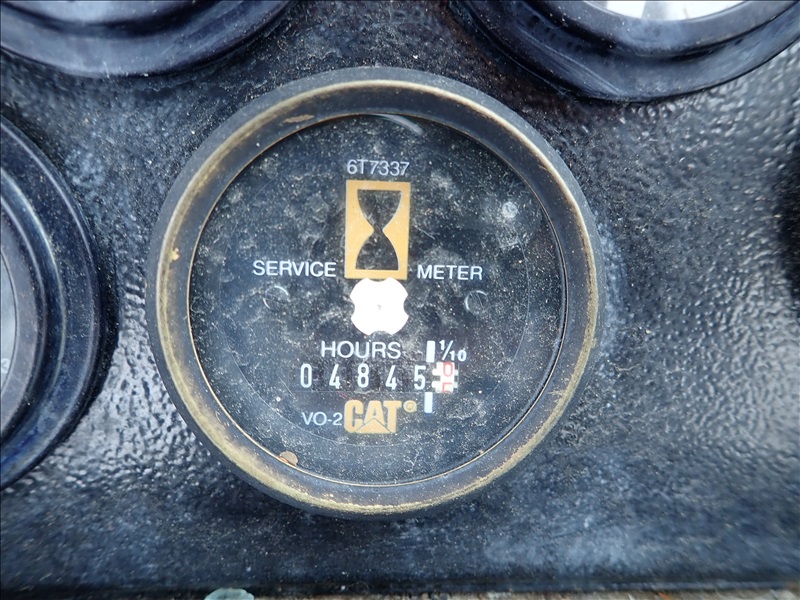 6T7337
SERVICE METER
HOURS 1/10
04845
VO-2 CAT®